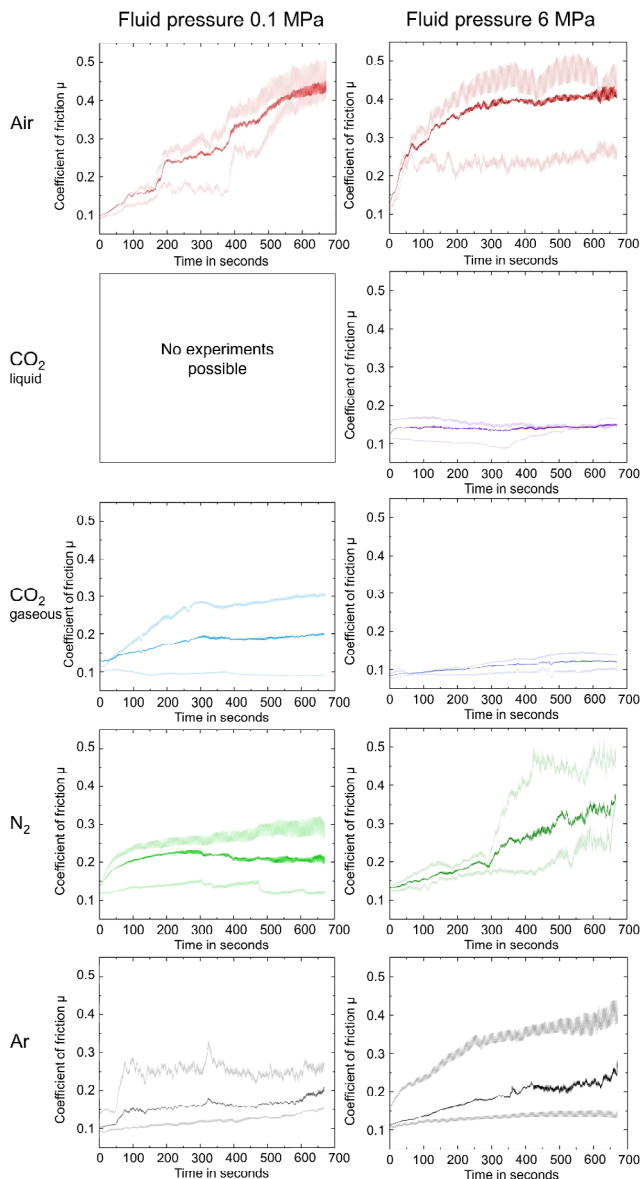 Fluid pressure 0.1 MPa
Fluid pressure 6 MPa
Air
Coefficient of friction µ
0.5
0.4
0.3
0.2
0.1
0 100 200 300 400 500 600 700
Time in seconds
Coefficient of friction µ
0.5
0.4
0.3
0.2
0.1
0 100 200 300 400 500 600 700
Time in seconds
CO2
liquid
No experiments
possible
Coefficient of friction µ
0.5
0.4
0.3
0.2
0.1
0 100 200 300 400 500 600 700
Time in seconds
CO2
gaseous
Coefficient of friction µ
0.5
0.4
0.3
0.2
0.1
0 100 200 300 400 500 600 700
Time in seconds
Coefficient of friction µ
0.5
0.4
0.3
0.2
0.1
0 100 200 300 400 500 600 700
Time in seconds
N2
Coefficient of friction µ
0.5
0.4
0.3
0.2
0.1
0 100 200 300 400 500 600 700
Time in seconds
Coefficient of friction µ
0.5
0.4
0.3
0.2
0.1
0 100 200 300 400 500 600 700
Time in seconds
Ar
Coefficient of friction µ
0.5
0.4
0.3
0.2
0.1
0 100 200 300 400 500 600 700
Time in seconds
Coefficient of friction µ
0.5
0.4
0.3
0.2
0.1
0 100 200 300 400 500 600 700
Time in seconds